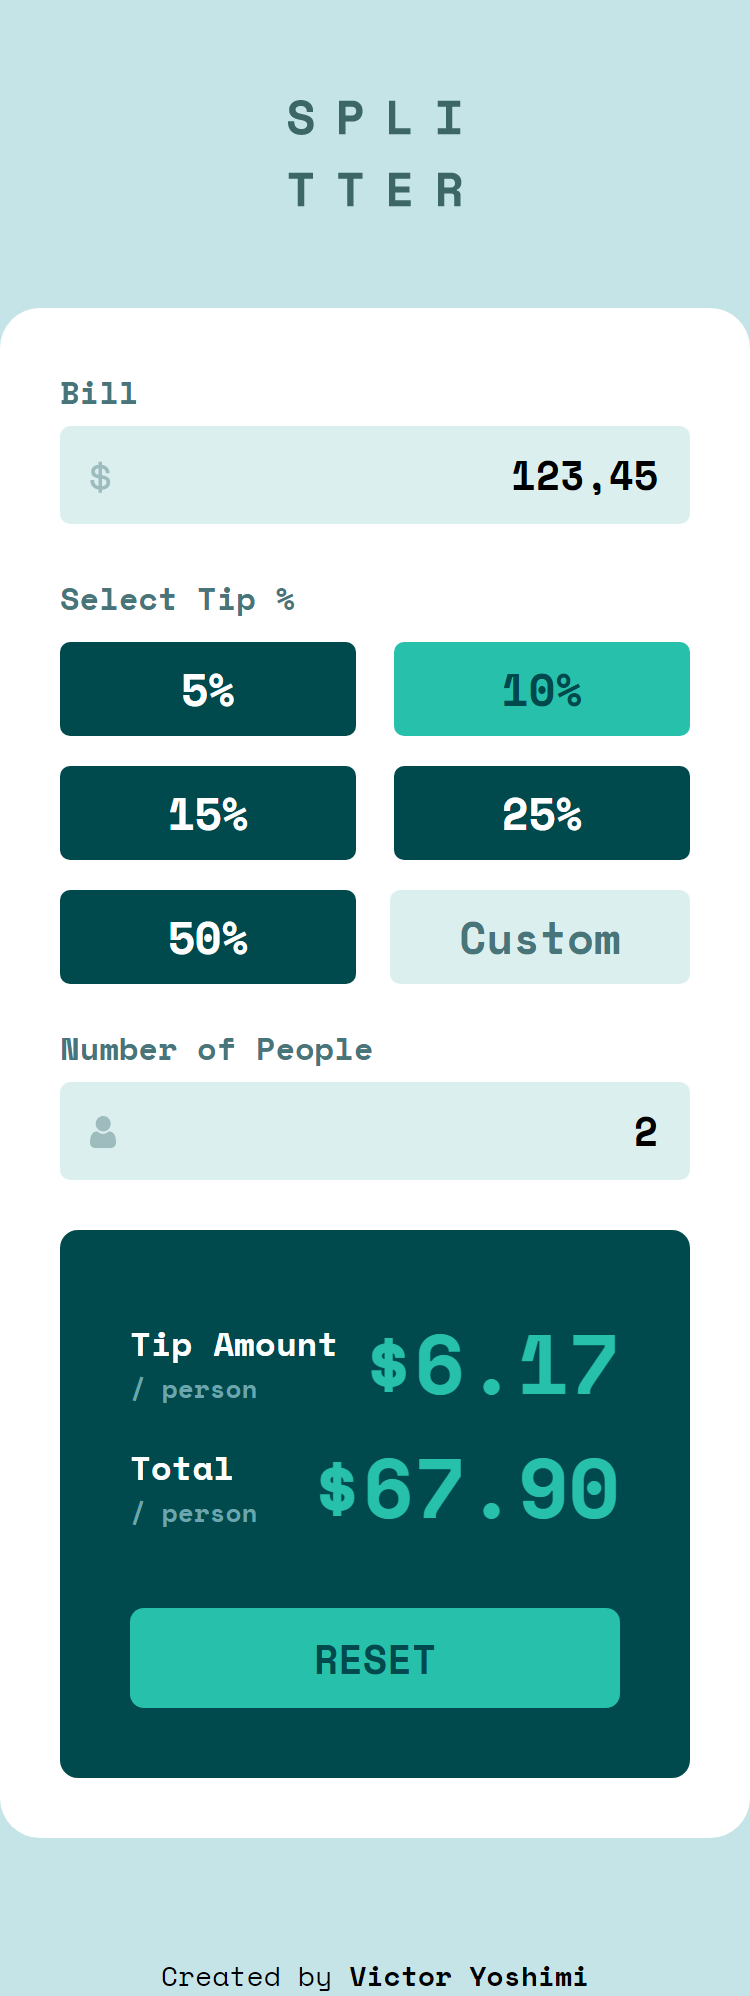 SPLI
TTER
Bill
$ 123,45
Select Tip %
5% 10%
15% 25%
50% Custom
Number of People
2
Tip Amount $6.17
/ person
Total $67.90
/ person
RESET
Created by Victor Yoshimi